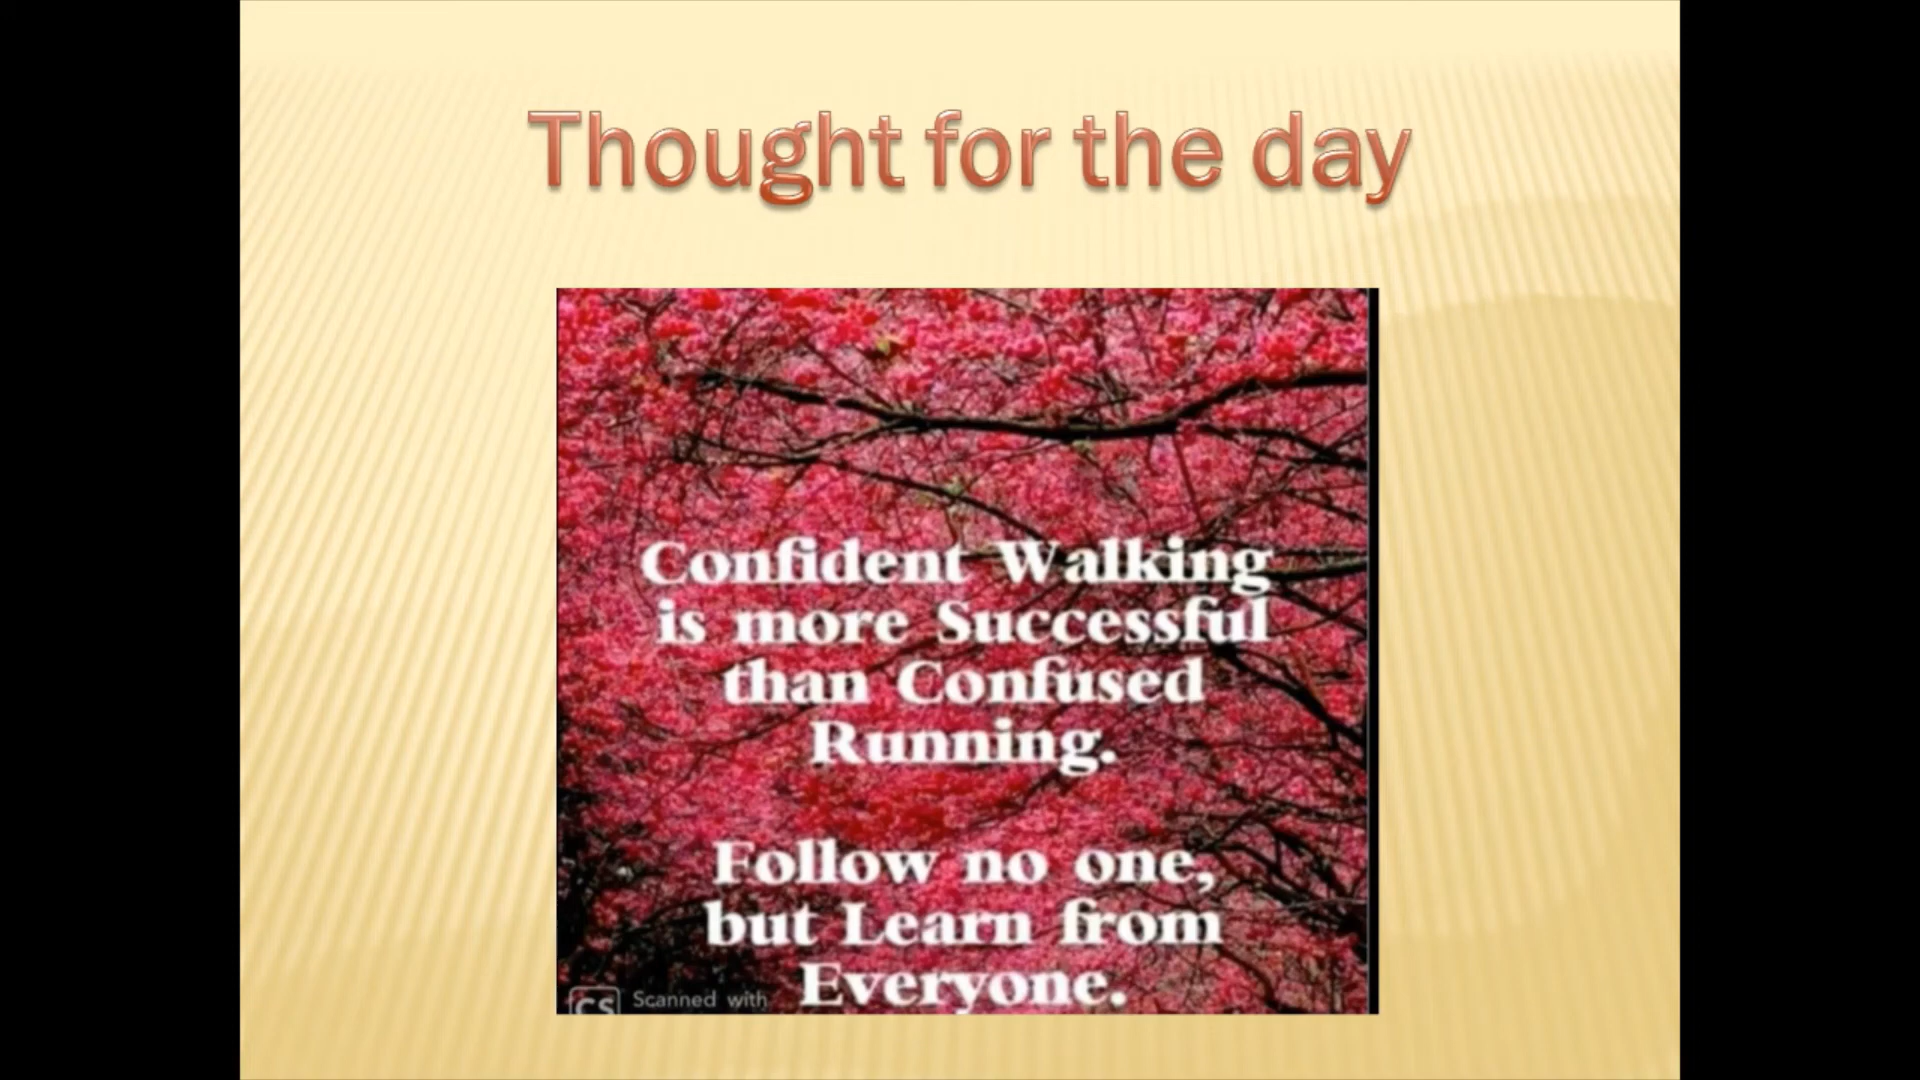 Thought for the day
Confident Walking
is more Successful
than Confused
Running.
Follow no one,
but Learn from
Everyone.
CS Scanned with